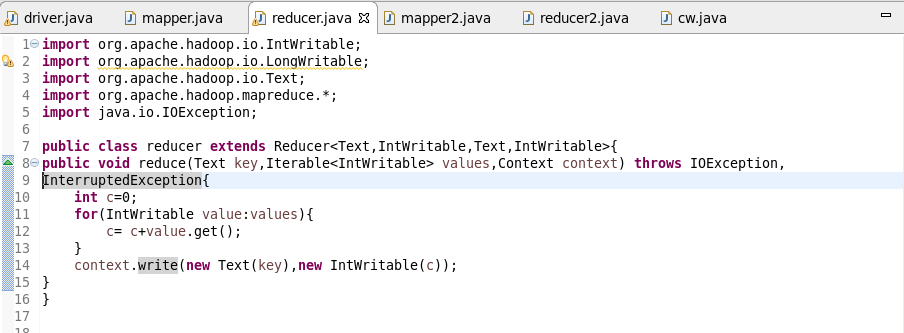 driver.java mapper.java reducer.java mapper2.java reducer2.java cw.java
1 import org.apache.hadoop.io.IntWritable;
2 import org.apache.hadoop.io.LongWritable;
3 import org.apache.hadoop.io.Text;
4 import org.apache.hadoop.mapreduce.*;
5 import java.io.IOException;
6
7 public class reducer extends Reducer<Text,IntWritable,Text,IntWritable>{
8 public void reduce(Text key,Iterable<IntWritable> values,Context context) throws IOException,
9 InterruptedException{
10     int c=0;
11     for(IntWritable value:values){
12         c= c+value.get();
13     }
14     context.write(new Text(key),new IntWritable(c));
15 }
16 }
17
18